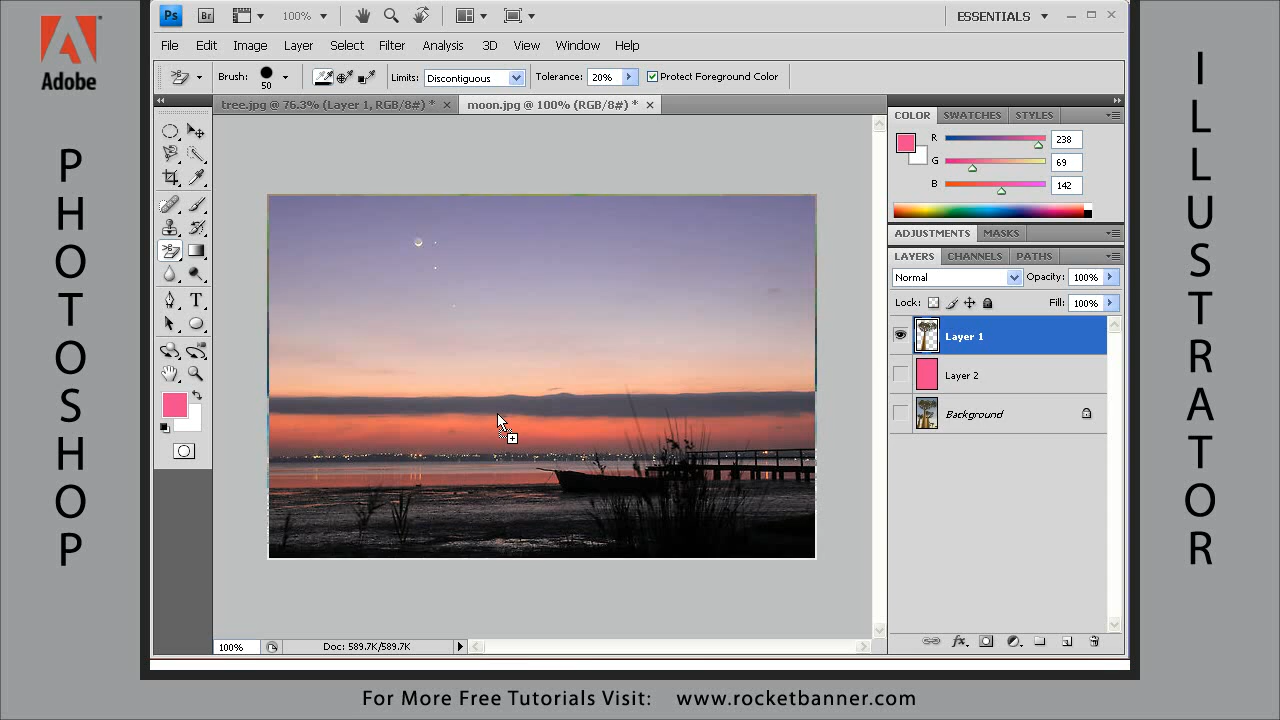 Adobe
PHOTOSHOP
ILLUSTRATOR
Ps
Br
100%
ESSENTIALS
File Edit Image Layer Select Filter Analysis 3D View Window Help
Brush: 50 Limits: Discontiguous Tolerance: 20% Protect Foreground Color
tree.jpg @ 76.3% (Layer 1, RGB/8#) *
moon.jpg @ 100% (RGB/8#) *
COLOR SWATCHES STYLES
R 238
G 69
B 142
ADJUSTMENTS MASKS
LAYERS CHANNELS PATHS
Normal Opacity: 100%
Lock: Fill: 100%
Layer 1
Layer 2
Background
T
fx
100% Doc: 589.7K/589.7K
For More Free Tutorials Visit: www.rocketbanner.com